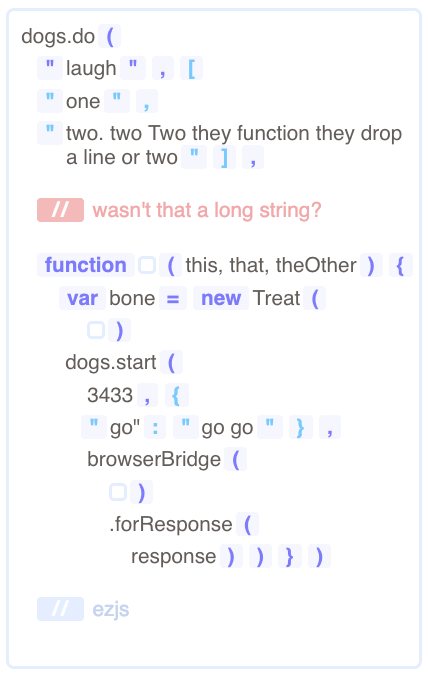 dogs.do (
" laugh " , [
" one " ,
" two. two Two they function they drop
a line or two " ] ,
// wasn't that a long string?
function ( this, that, theOther ) {
var bone = new Treat (
)
dogs.start (
3433 , {
" go" : " go go " } ,
browserBridge (
)
.forResponse (
response ) ) } )
// ezjs